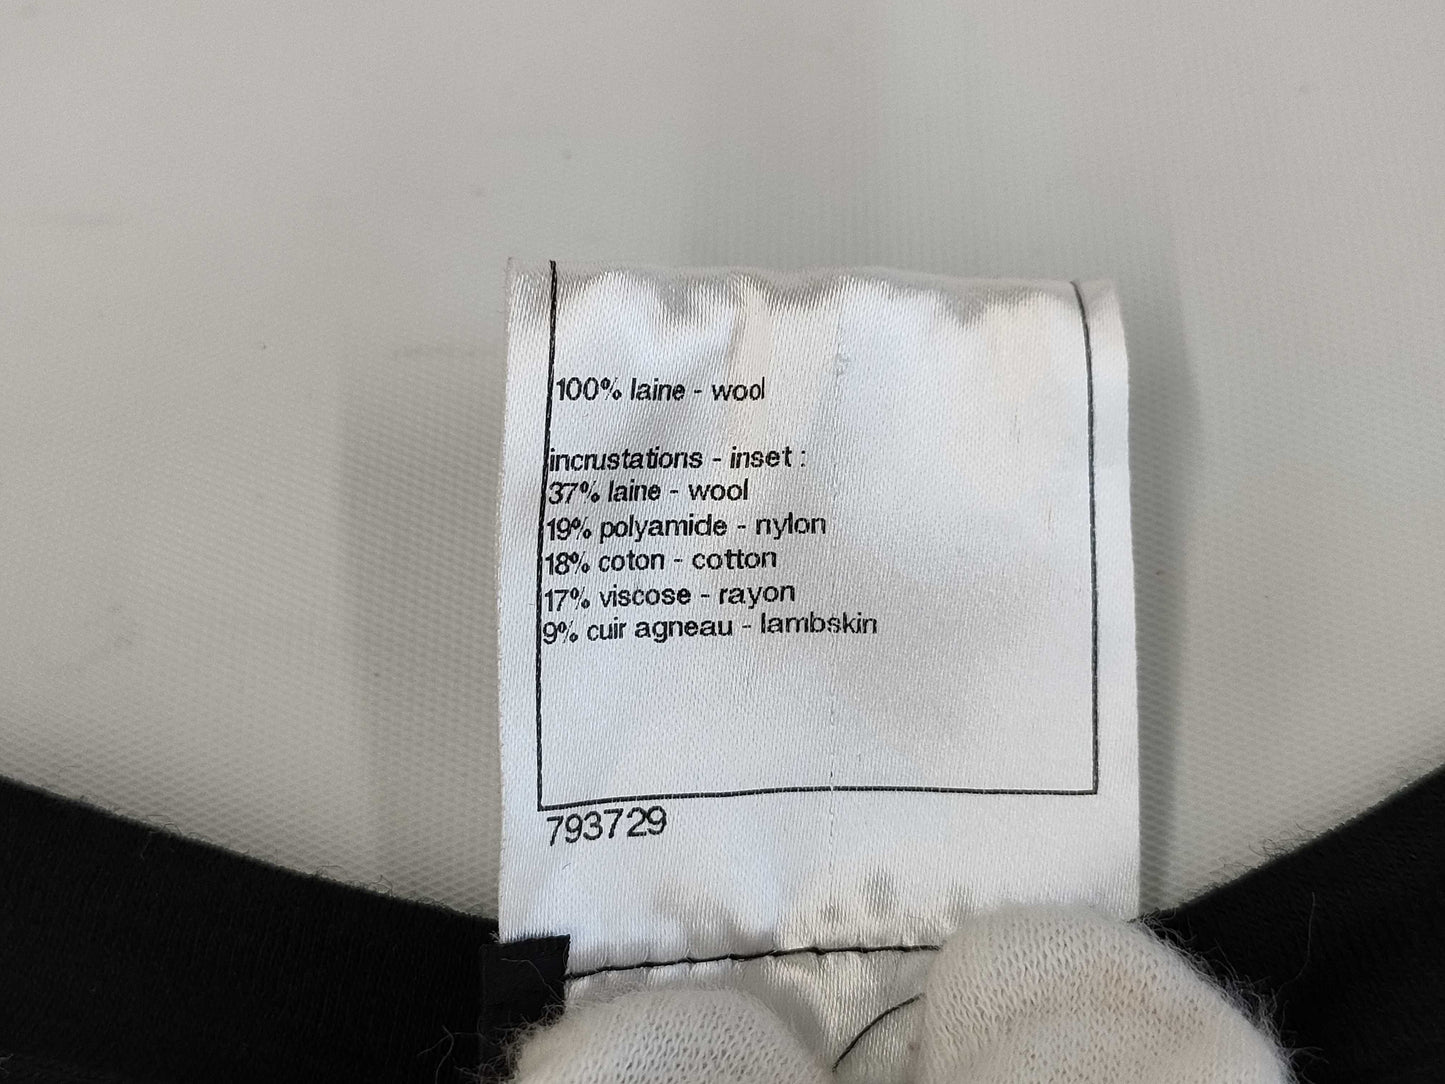 100% laine - wool
incrustations - inset :
37% laine - wool
19% polyamide - nylon
18% coton - cotton
17% viscose - rayon
9% cuir agneau - lambskin
793729